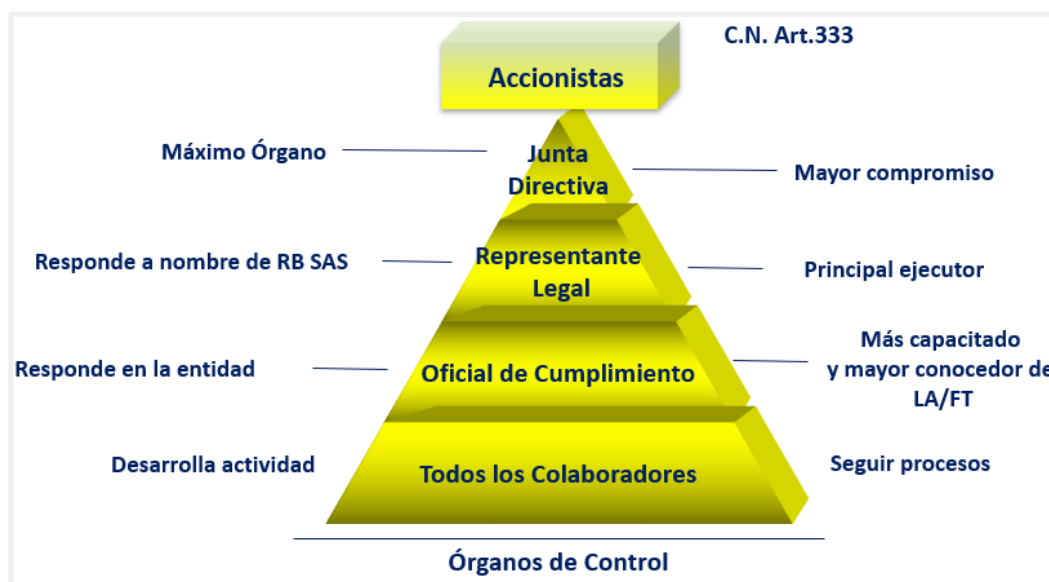 C.N. Art.333
Accionistas
Máximo Órgano
Junta
Directiva
Mayor compromiso
Responde a nombre de RB SAS
Representante
Legal
Principal ejecutor
Responde en la entidad
Oficial de Cumplimiento
Más capacitado
y mayor conocedor de
LA/FT
Desarrolla actividad
Todos los Colaboradores
Seguir procesos
Órganos de Control